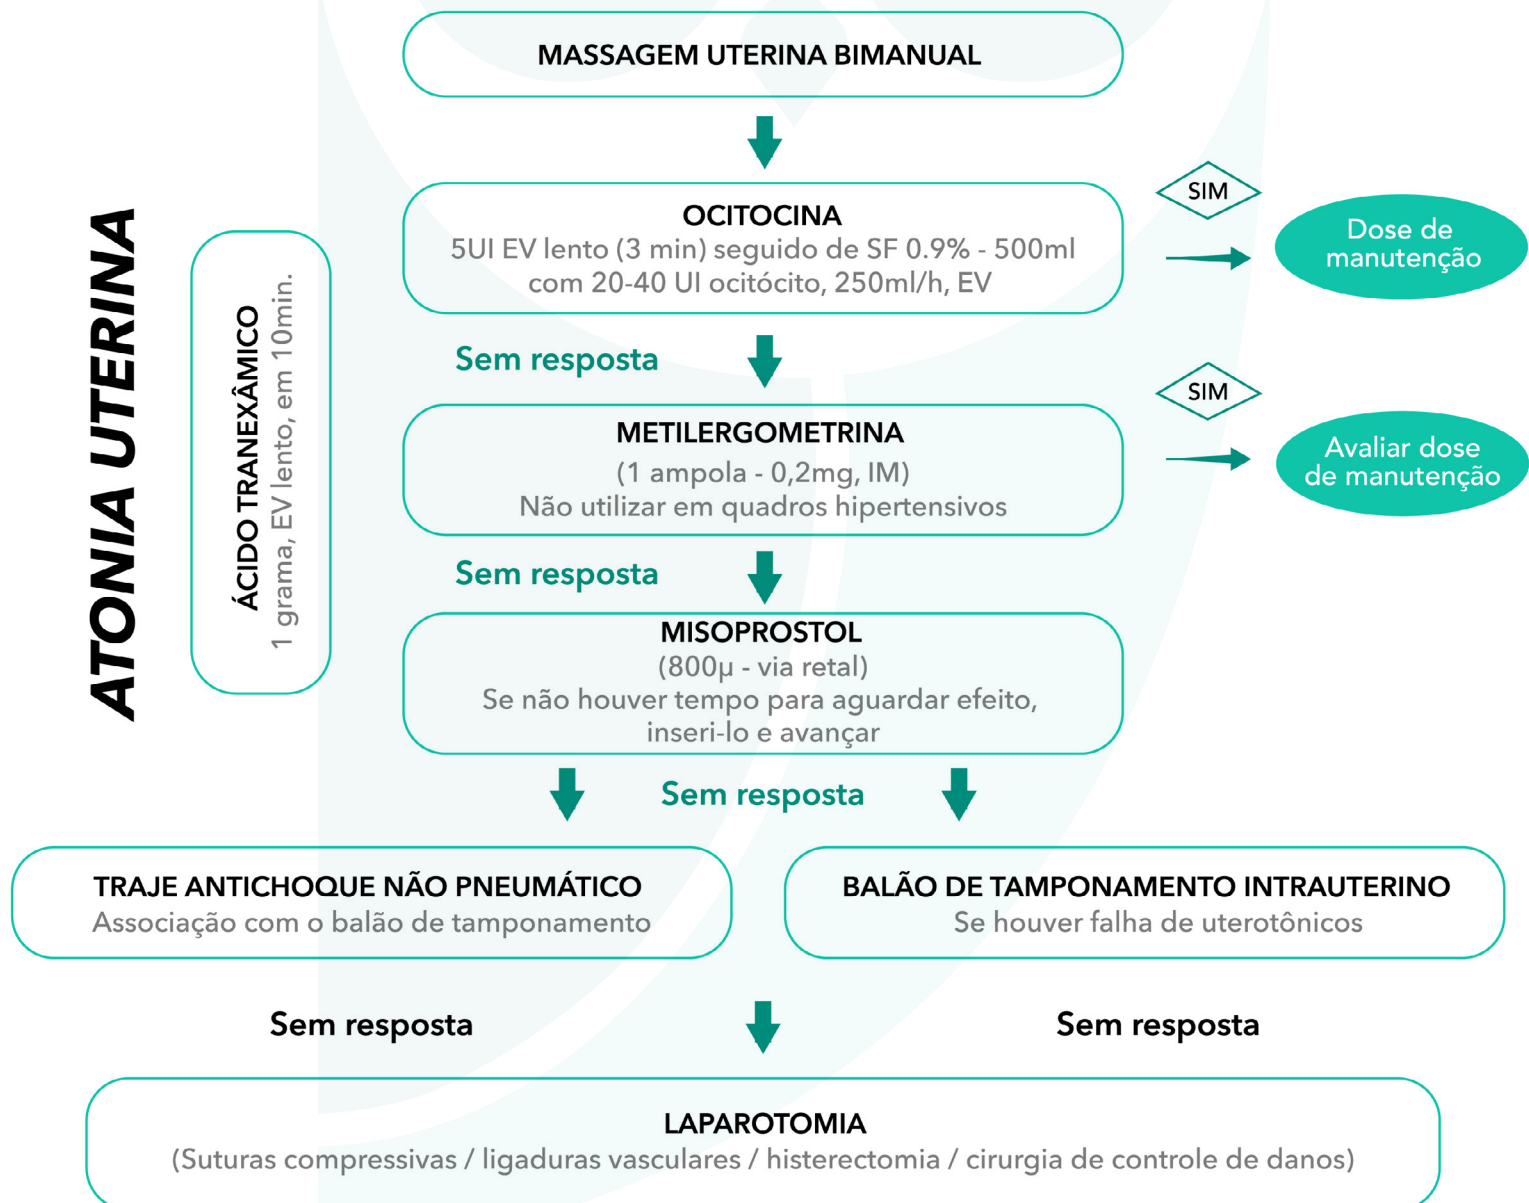 ATONIA UTERINA
ÁCIDO TRANEXÂMICO
1 grama, EV lento, em 10min.
MASSAGEM UTERINA BIMANUAL
OCITOCINA
5UI EV lento (3 min) seguido de SF 0.9% - 500ml
com 20-40 UI ocitócito, 250ml/h, EV
SIM
Dose de
manutenção
Sem resposta
METILERGOMETRINA
(1 ampola - 0,2mg, IM)
Não utilizar em quadros hipertensivos
SIM
Avaliar dose
de manutenção
Sem resposta
MISOPROSTOL
(800μ - via retal)
Se não houver tempo para aguardar efeito,
inseri-lo e avançar
Sem resposta
TRAJE ANTICHOQUE NÃO PNEUMÁTICO
Associação com o balão de tamponamento
BALÃO DE TAMPONAMENTO INTRAUTERINO
Se houver falha de uterotônicos
Sem resposta
Sem resposta
LAPAROTOMIA
(Suturas compressivas / ligaduras vasculares / histerectomia / cirurgia de controle de danos)